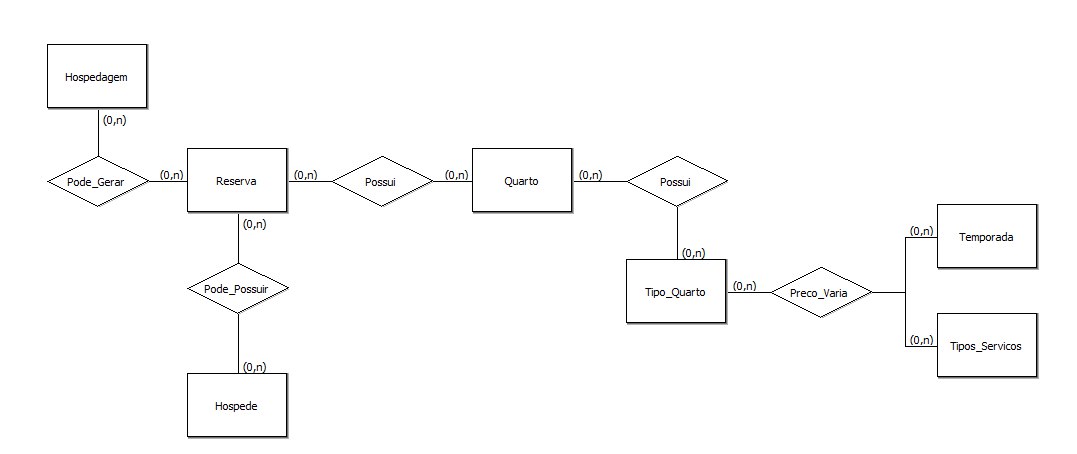 Hospedagem
(0,n)
Pode_Gerar
(0,n)
Reserva
(0,n)
Possui
(0,n)
Quarto
(0,n)
Possui
(0,n)
Temporada
(0,n)
(0,n)
Tipo_Quarto
(0,n)
Preco_Varia
(0,n)
Tipos_Servicos
Pode_Possuir
(0,n)
Hospede